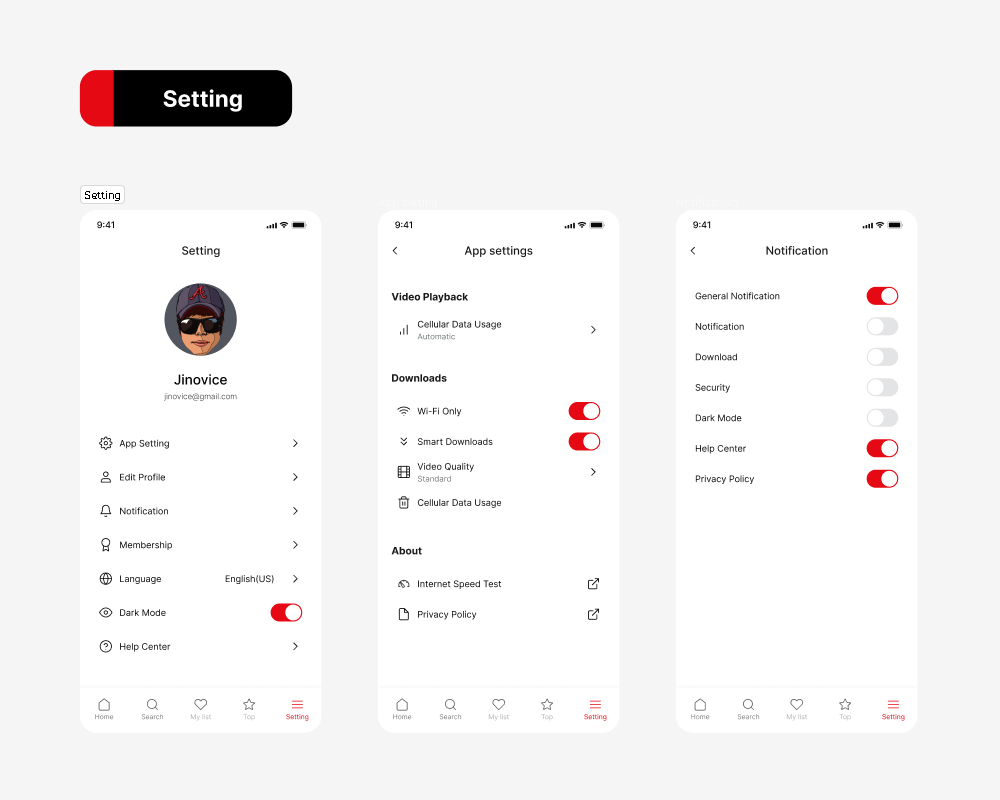 Setting
Setting
9:41
Setting
Jinovice
jinovice@gmail.com
App Setting
Edit Profile
Notification
Membership
Language English(US)
Dark Mode
Help Center
Home Search My list Top Setting
9:41
App settings
Video Playback
Cellular Data Usage
Automatic
Downloads
Wi-Fi Only
Smart Downloads
Video Quality
Standard
Cellular Data Usage
About
Internet Speed Test
Privacy Policy
Home Search My list Top Setting
9:41
Notification
General Notification
Notification
Download
Security
Dark Mode
Help Center
Privacy Policy
Home Search My list Top Setting